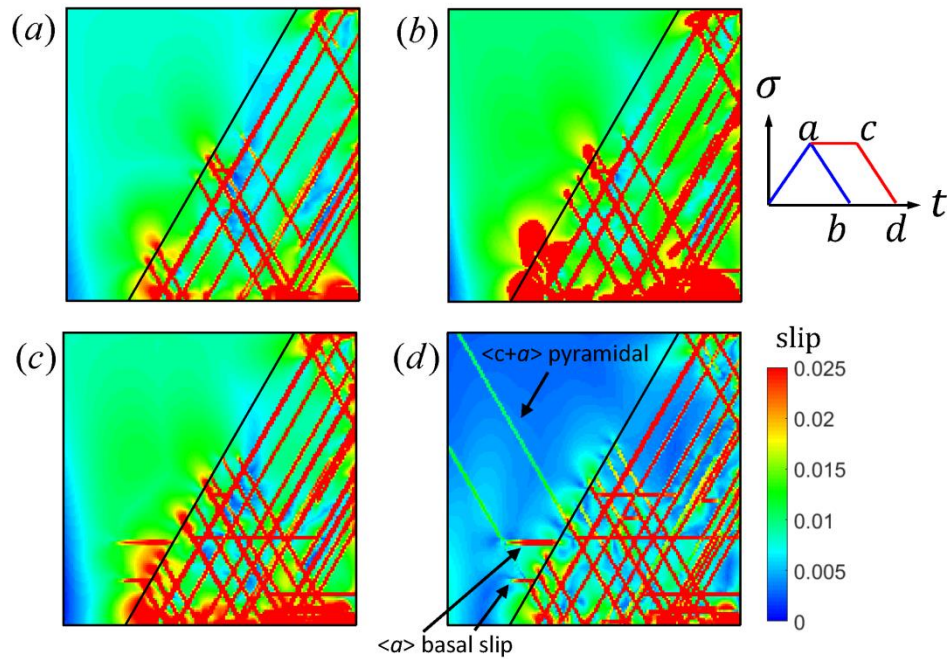 (a)
(b)
σ
a
c
t
b
d
(c)
(d)
<c+a> pyramidal
slip
0.025
0.02
0.015
0.01
0.005
0
<a> basal slip